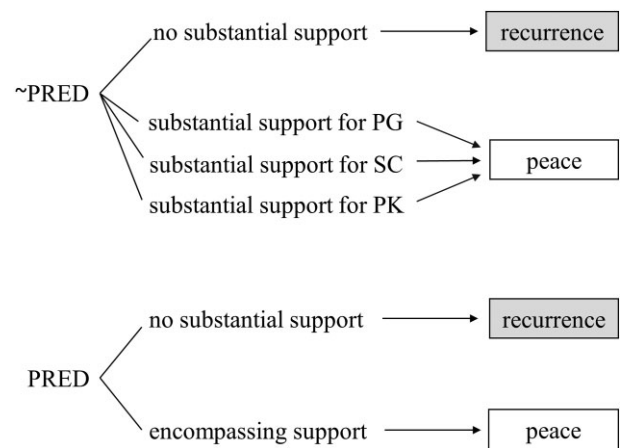 no substantial support
recurrence
~PRED
substantial support for PG
substantial support for SC
peace
substantial support for PK
no substantial support
recurrence
PRED
encompassing support
peace